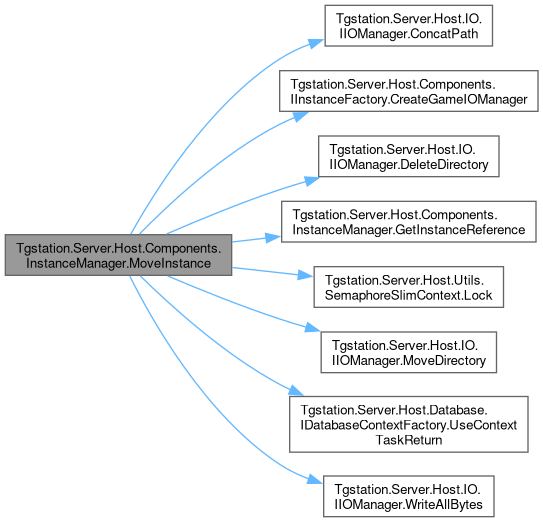 Tgstation.Server.Host.IO.
IIOManager.ConcatPath
Tgstation.Server.Host.Components.
IInstanceFactory.CreateGameIOManager
Tgstation.Server.Host.IO.
IIOManager.DeleteDirectory
Tgstation.Server.Host.Components.
InstanceManager.GetInstanceReference
Tgstation.Server.Host.Components.
InstanceManager.MoveInstance
Tgstation.Server.Host.Utils.
SemaphoreSlimContext.Lock
Tgstation.Server.Host.IO.
IIOManager.MoveDirectory
Tgstation.Server.Host.Database.
IDatabaseContextFactory.UseContext
TaskReturn
Tgstation.Server.Host.IO.
IIOManager.WriteAllBytes